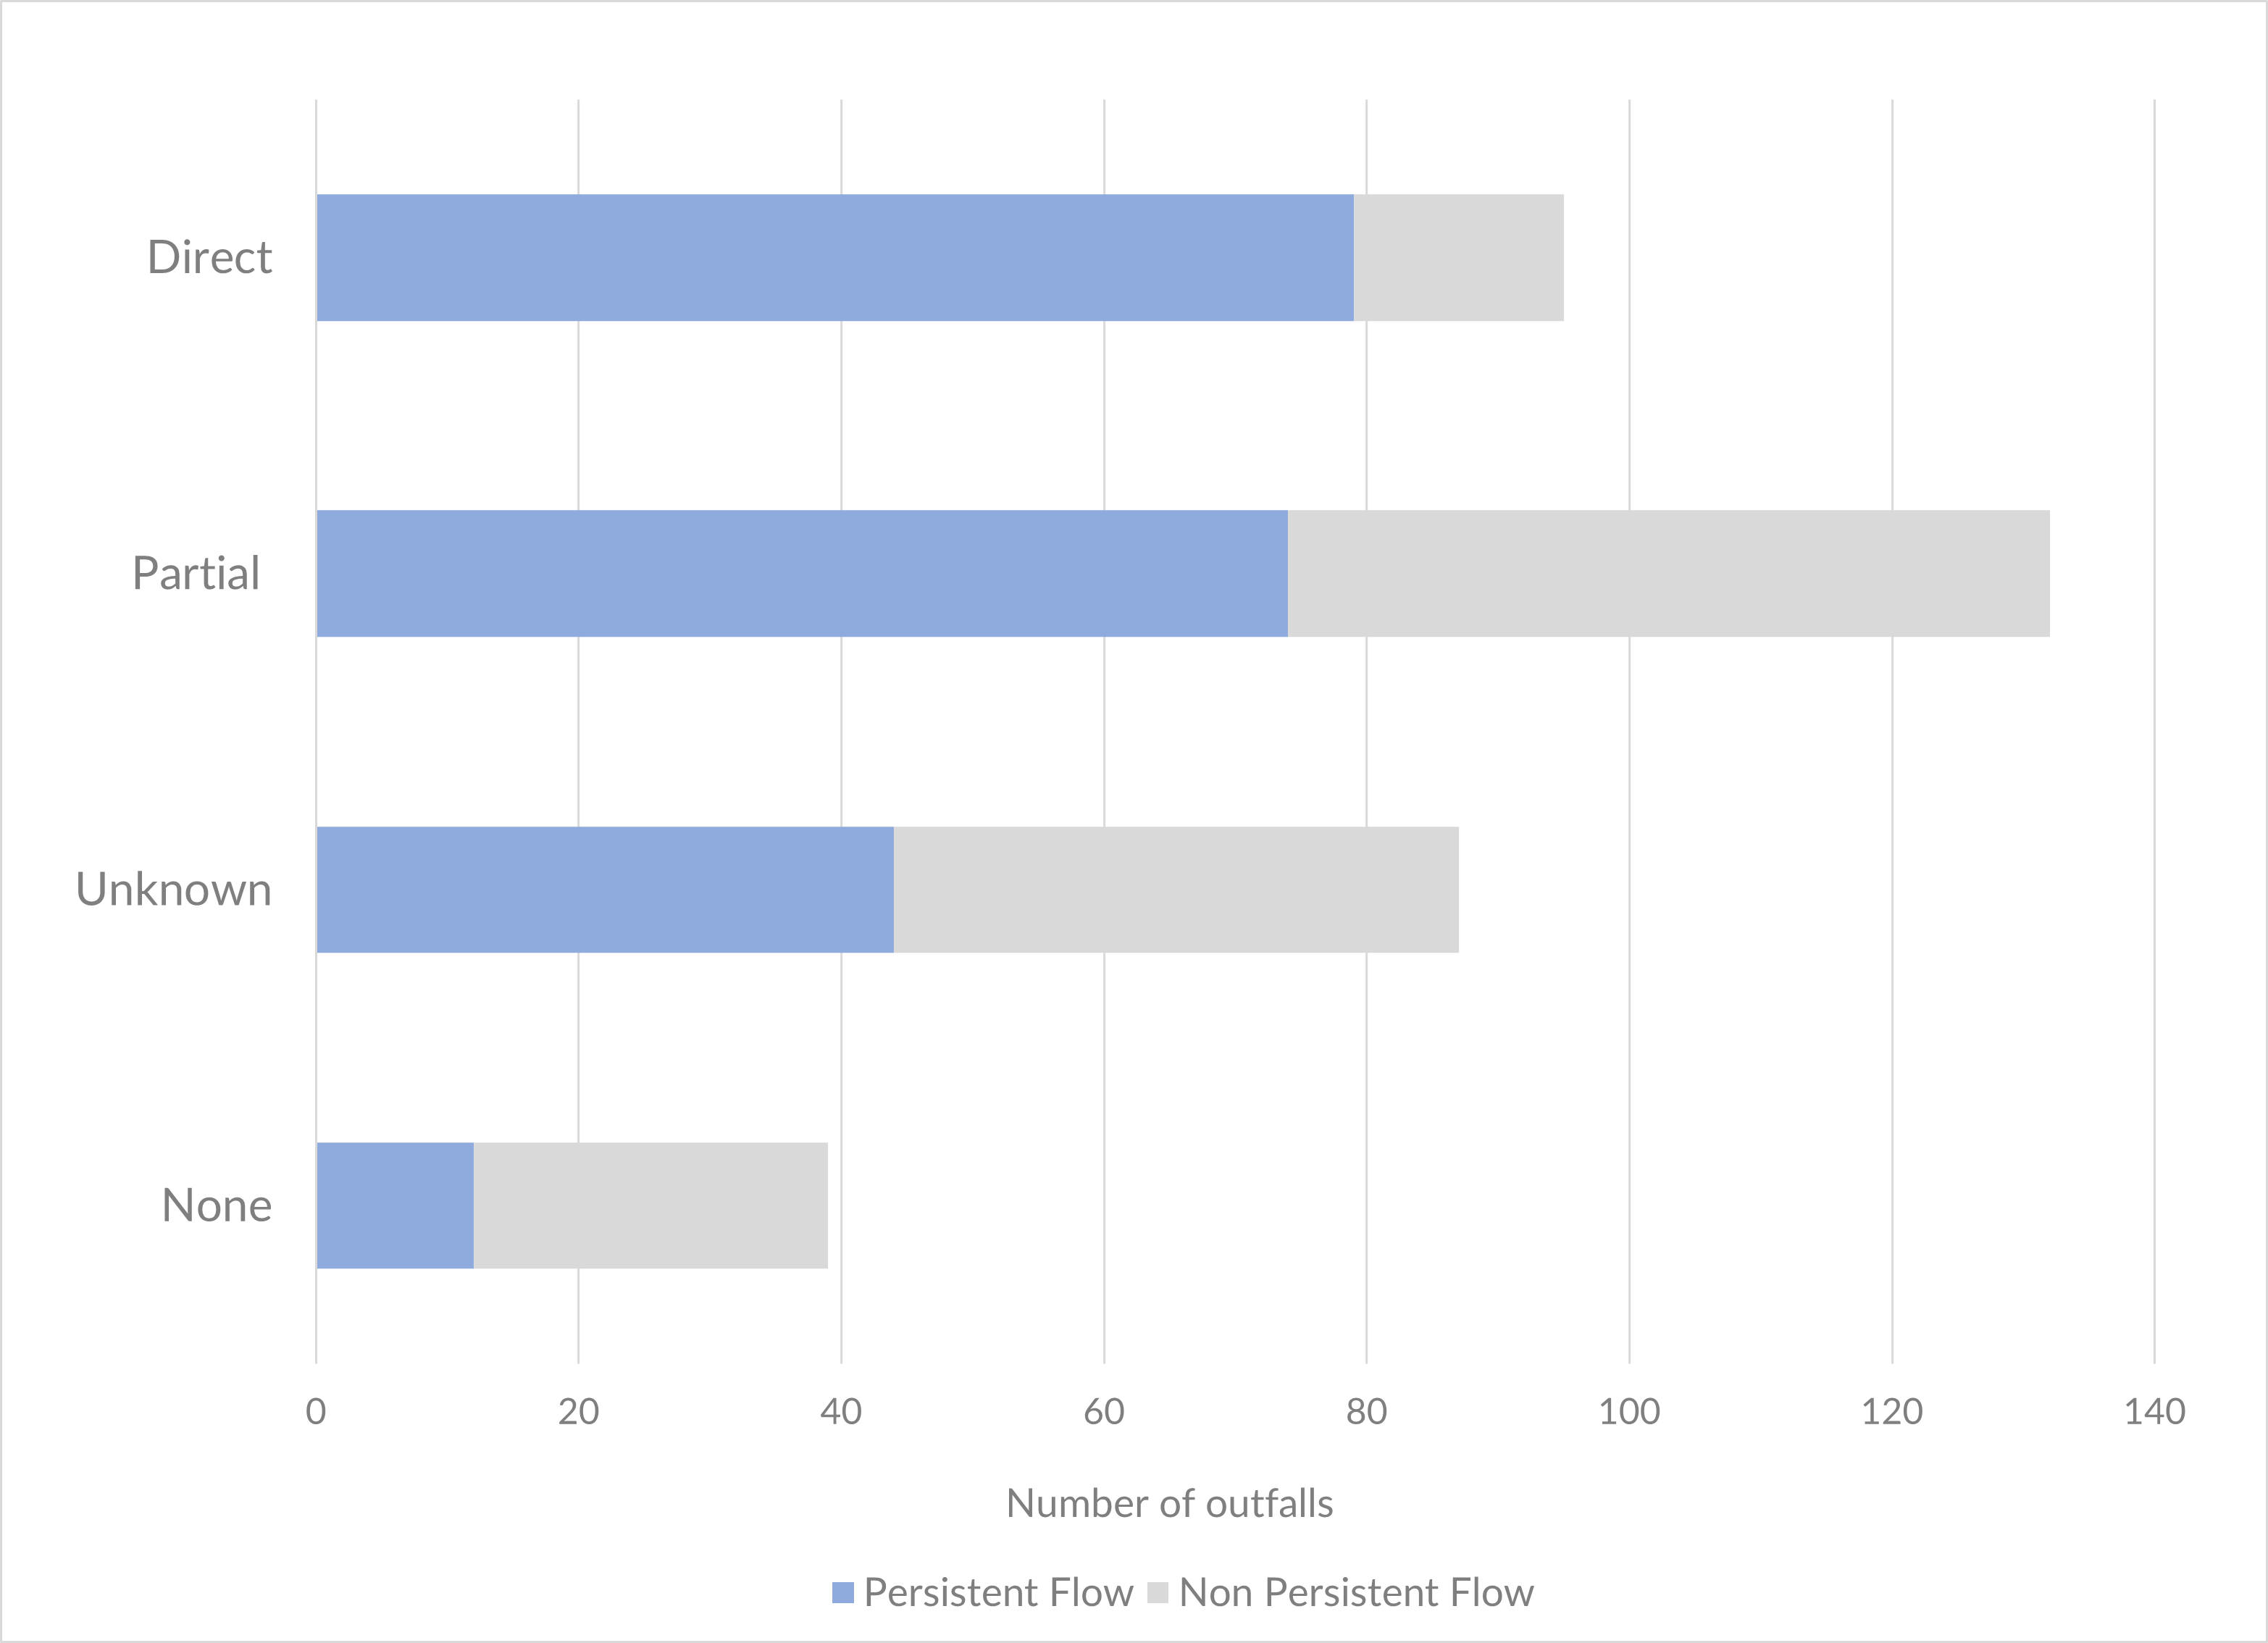 Direct
Partial
Unknown
None
0 20 40 60 80 100 120 140
Number of outfalls
Persistent Flow Non Persistent Flow